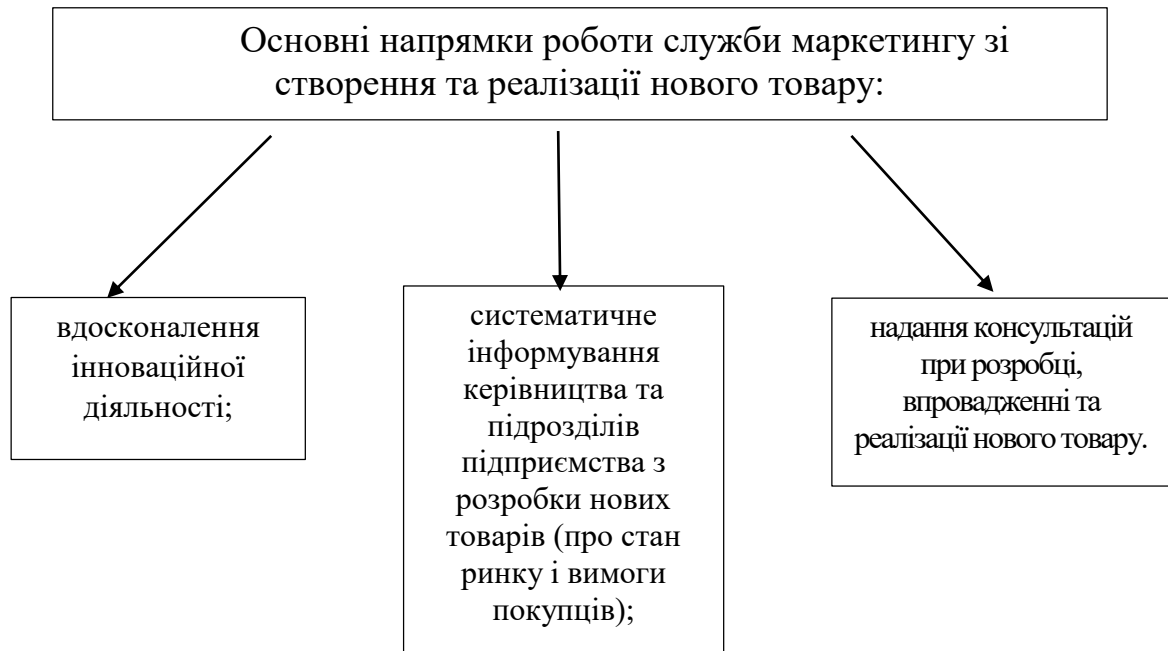 Основні напрямки роботи служби маркетингу зі
створення та реалізації нового товару:
вдосконалення
інноваційної
діяльності;
систематичне
інформування
керівництва та
підрозділів
підприємства з
розробки нових
товарів (про стан
ринку і вимоги
покупців);
надання консультацій
при розробці,
впровадженні та
реалізації нового товару.